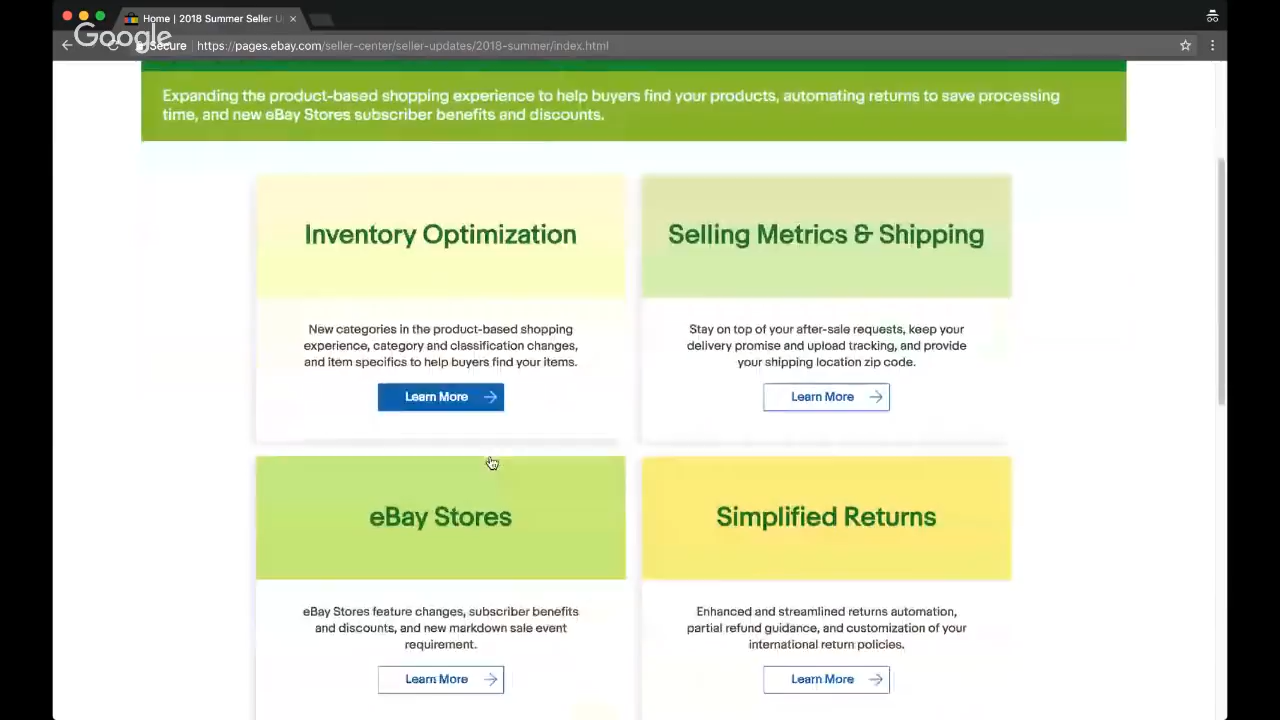 Home | 2018 Summer Seller U
Google
Secure https://pages.ebay.com/seller-center/seller-updates/2018-summer/index.html
Expanding the product-based shopping experience to help buyers find your products, automating returns to save processing
time, and new eBay Stores subscriber benefits and discounts.
Inventory Optimization
New categories in the product-based shopping
experience, category and classification changes,
and item specifics to help buyers find your items.
Learn More
Selling Metrics & Shipping
Stay on top of your after-sale requests, keep your
delivery promise and upload tracking, and provide
your shipping location zip code.
Learn More
eBay Stores
eBay Stores feature changes, subscriber benefits
and discounts, and new markdown sale event
requirement.
Learn More
Simplified Returns
Enhanced and streamlined returns automation,
partial refund guidance, and customization of your
international return policies.
Learn More